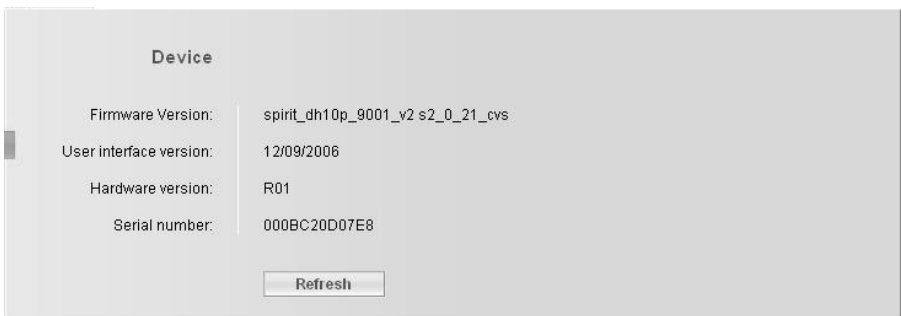 Device
Firmware Version: spirit_dh10p_9001_v2 s2_0_21_cvs
User interface version: 12/09/2006
Hardware version: R01
Serial number: 000BC20D07E8
Refresh